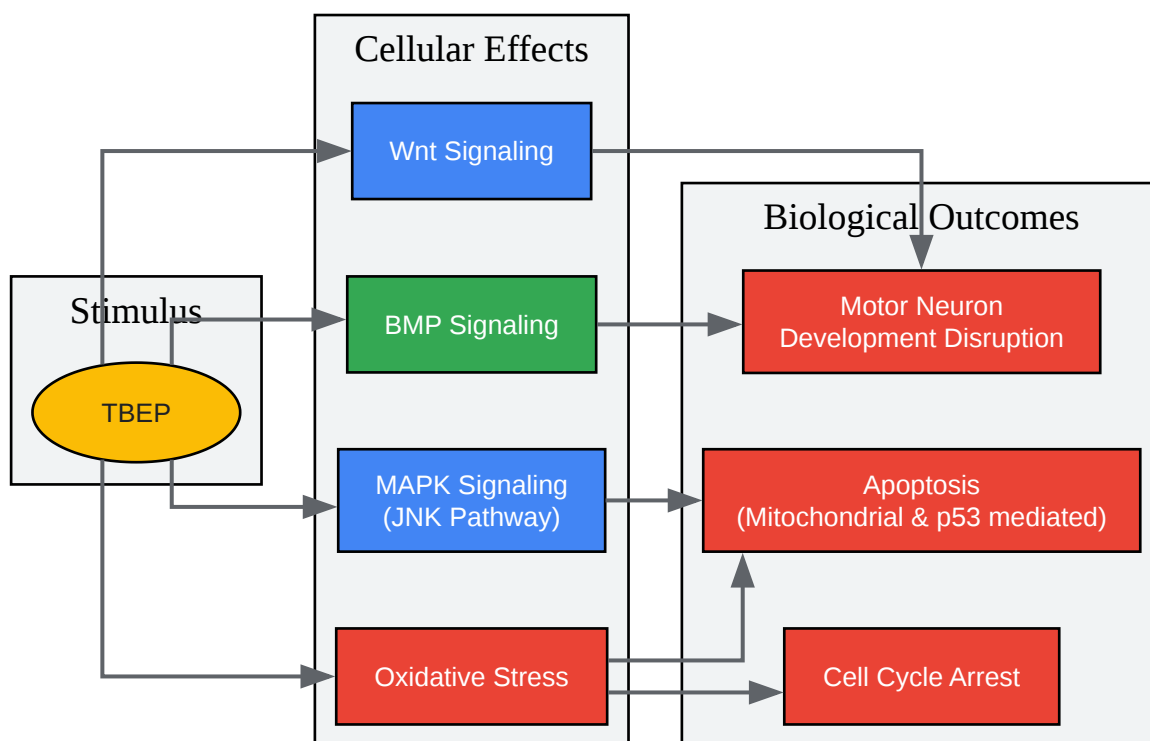 Cellular Effects
Wnt Signaling
Biological Outcomes
Stimulus
BMP Signaling
Motor Neuron
Development Disruption
TBEP
MAPK Signaling
(JNK Pathway)
Apoptosis
(Mitochondrial & p53 mediated)
Oxidative Stress
Cell Cycle Arrest